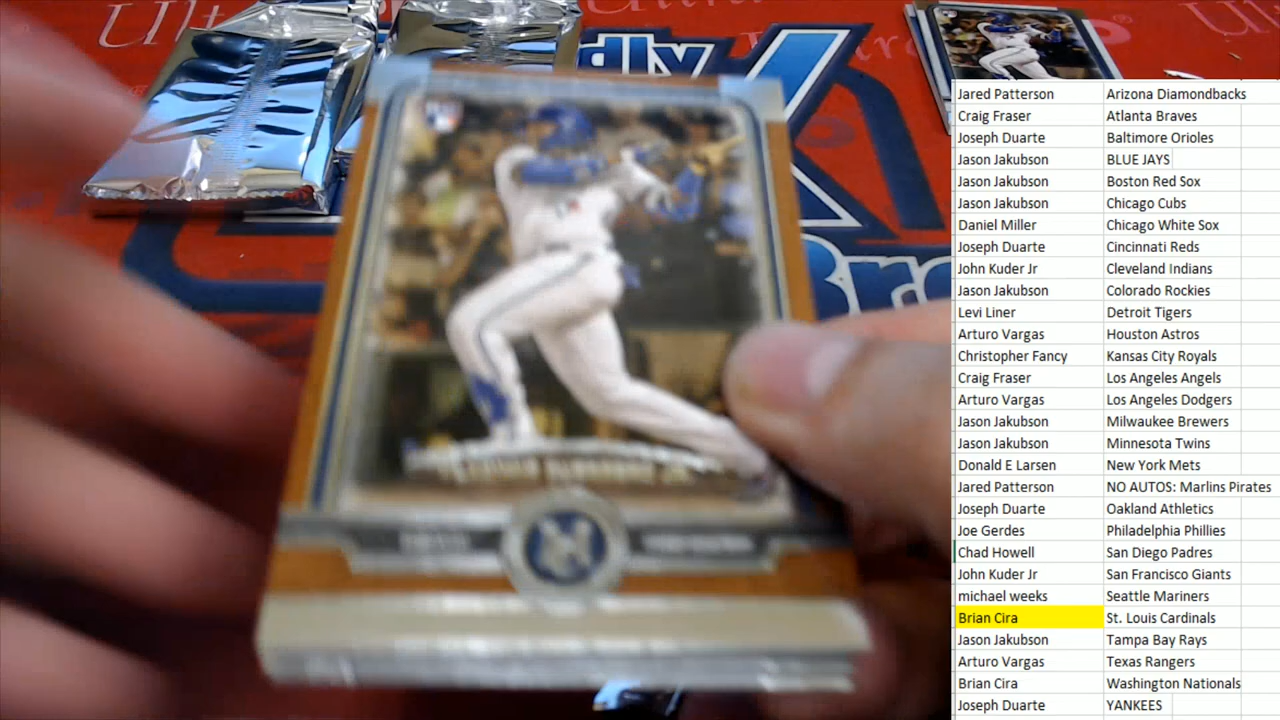 dly
Bro
Jared Patterson Arizona Diamondbacks
Craig Fraser Atlanta Braves
Joseph Duarte Baltimore Orioles
Jason Jakubson BLUE JAYS
Jason Jakubson Boston Red Sox
Jason Jakubson Chicago Cubs
Daniel Miller Chicago White Sox
Joseph Duarte Cincinnati Reds
John Kuder Jr Cleveland Indians
Jason Jakubson Colorado Rockies
Levi Liner Detroit Tigers
Arturo Vargas Houston Astros
Christopher Fancy Kansas City Royals
Craig Fraser Los Angeles Angels
Arturo Vargas Los Angeles Dodgers
Jason Jakubson Milwaukee Brewers
Jason Jakubson Minnesota Twins
Donald E Larsen New York Mets
Jared Patterson NO AUTOS: Marlins Pirates
Joseph Duarte Oakland Athletics
Joe Gerdes Philadelphia Phillies
Chad Howell San Diego Padres
John Kuder Jr San Francisco Giants
michael weeks Seattle Mariners
Brian Cira St. Louis Cardinals
Jason Jakubson Tampa Bay Rays
Arturo Vargas Texas Rangers
Brian Cira Washington Nationals
Joseph Duarte YANKEES